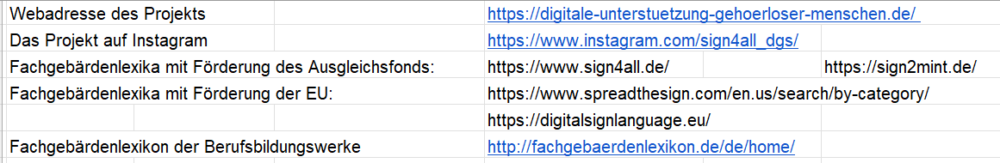 Webadresse des Projekts https://digitale-unterstuetzung-gehoerloser-menschen.de/
Das Projekt auf Instagram https://www.instagram.com/sign4all_dgs/
Fachgebärdenlexika mit Förderung des Ausgleichsfonds: https://www.sign4all.de/ https://sign2mint.de/
Fachgebärdenlexika mit Förderung der EU: https://www.spreadthesign.com/en.us/search/by-category/
https://digitalsignlanguage.eu/
Fachgebärdenlexikon der Berufsbildungswerke http://fachgebaerdenlexikon.de/de/home/